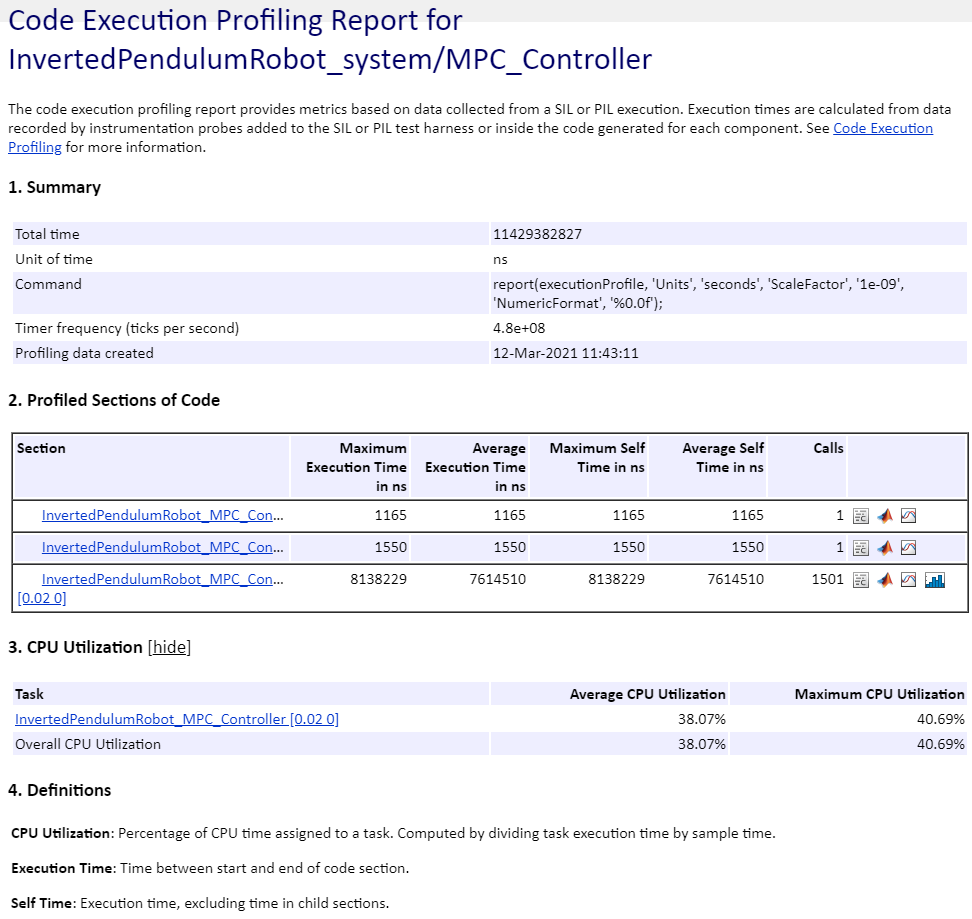 Code Execution Profiling Report for
InvertedPendulumRobot_system/MPC_Controller
The code execution profiling report provides metrics based on data collected from a SIL or PIL execution. Execution times are calculated from data
recorded by instrumentation probes added to the SIL or PIL test harness or inside the code generated for each component. See Code Execution
Profiling for more information.
1. Summary
Total time 11429382827
Unit of time ns
Command report(executionProfile, 'Units', 'seconds', 'ScaleFactor', '1e-09',
'NumericFormat', '%0.0f');
Timer frequency (ticks per second) 4.8e+08
Profiling data created 12-Mar-2021 11:43:11
2. Profiled Sections of Code
Section Maximum Average Maximum Self Average Self Calls
Execution Time Execution Time Time in ns Time in ns
in ns in ns
InvertedPendulumRobot_MPC_Con... 1165 1165 1165 1165 1
InvertedPendulumRobot_MPC_Con... 1550 1550 1550 1550 1
InvertedPendulumRobot_MPC_Con... 8138229 7614510 8138229 7614510 1501
[0.02 0]
3. CPU Utilization [hide]
Task Average CPU Utilization Maximum CPU Utilization
InvertedPendulumRobot_MPC_Controller [0.02 0] 38.07% 40.69%
Overall CPU Utilization 38.07% 40.69%
4. Definitions
CPU Utilization: Percentage of CPU time assigned to a task. Computed by dividing task execution time by sample time.
Execution Time: Time between start and end of code section.
Self Time: Execution time, excluding time in child sections.